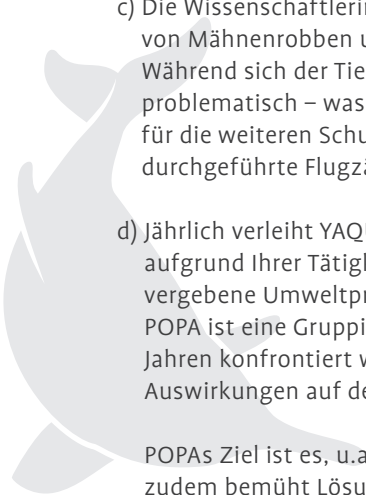 c) Die Wissenschaftlerin
von Mähnenrobben u
Während sich der Tie
problematisch – was
für die weiteren Schu
durchgeführte Flugzä
d) Jährlich verleiht YAQU
aufgrund Ihrer Tätigk
vergebene Umweltpr
POPA ist eine Gruppi
Jahren konfrontiert w
Auswirkungen auf de
POPAs Ziel ist es, u.a
zudem bemüht Lösu